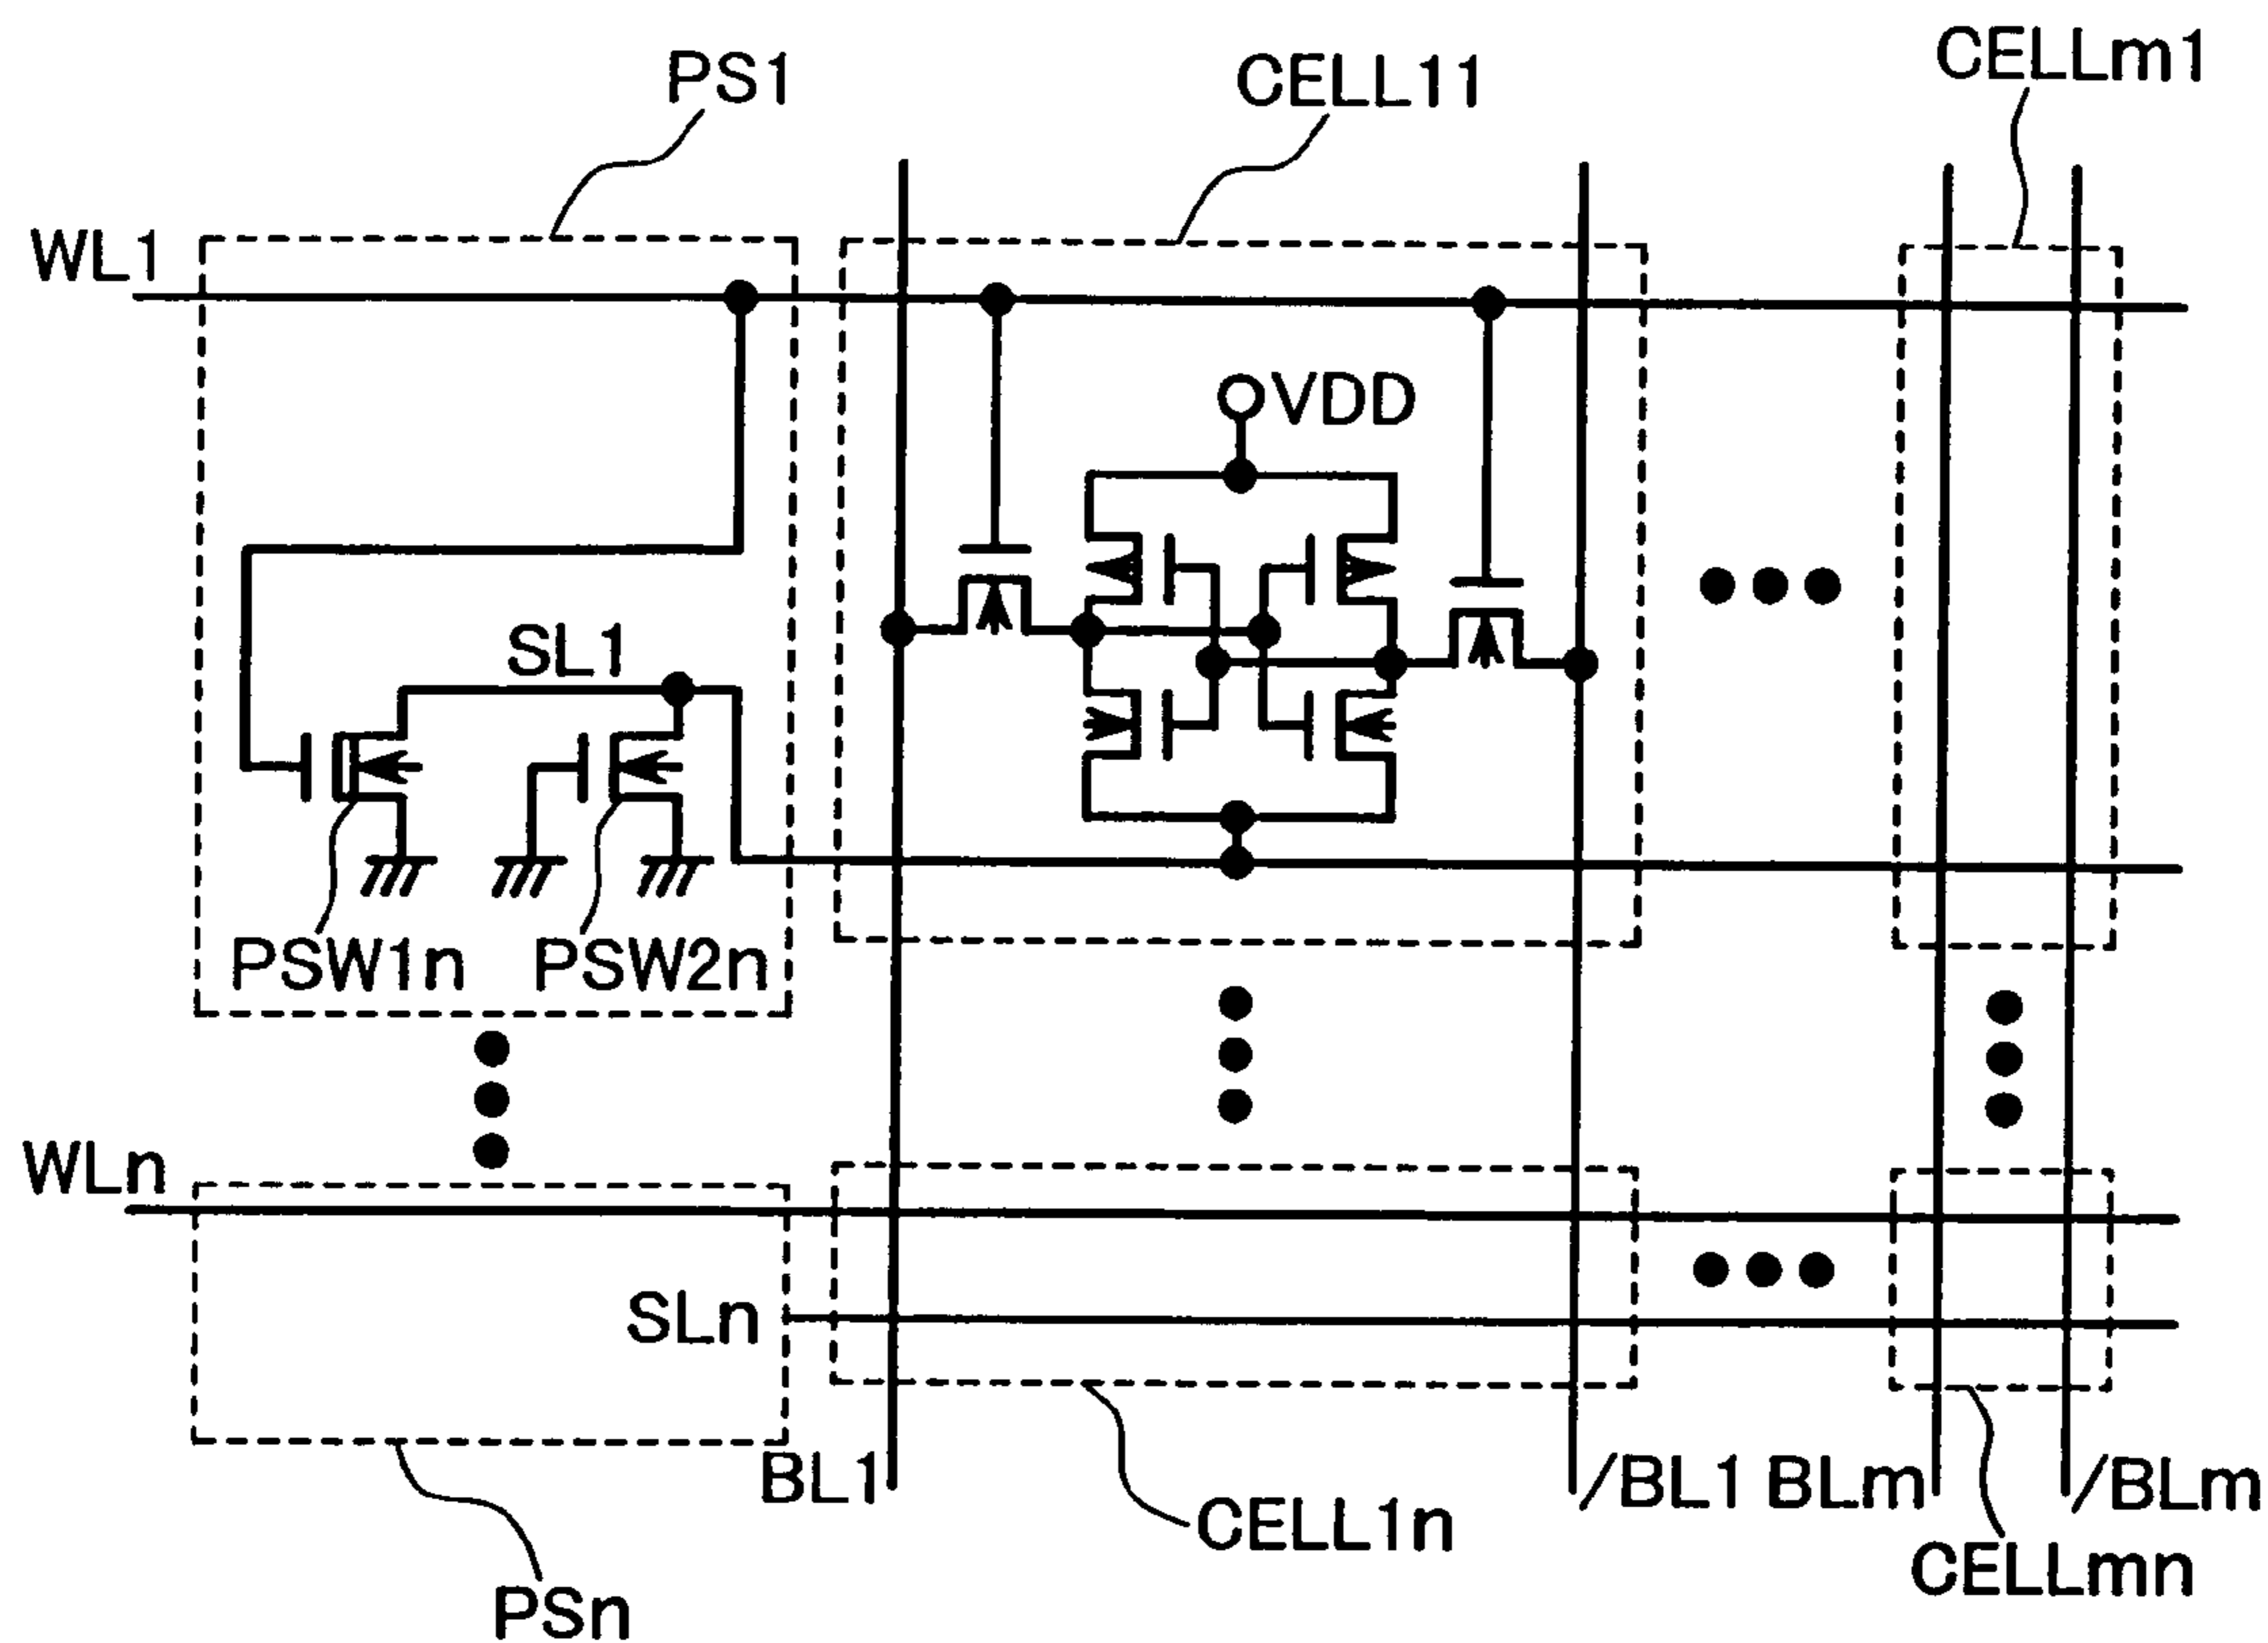 PS1
CELL11
CELLm1
WL1
VDD
SL1
PSW1n
PSW2n
WLn
SLn
BL1
/BL1
BLm
/BLm
CELL1n
CELLmn
PSn